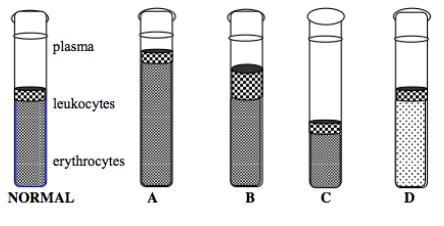 plasma
leukocytes
erythrocytes
NORMAL A B C D